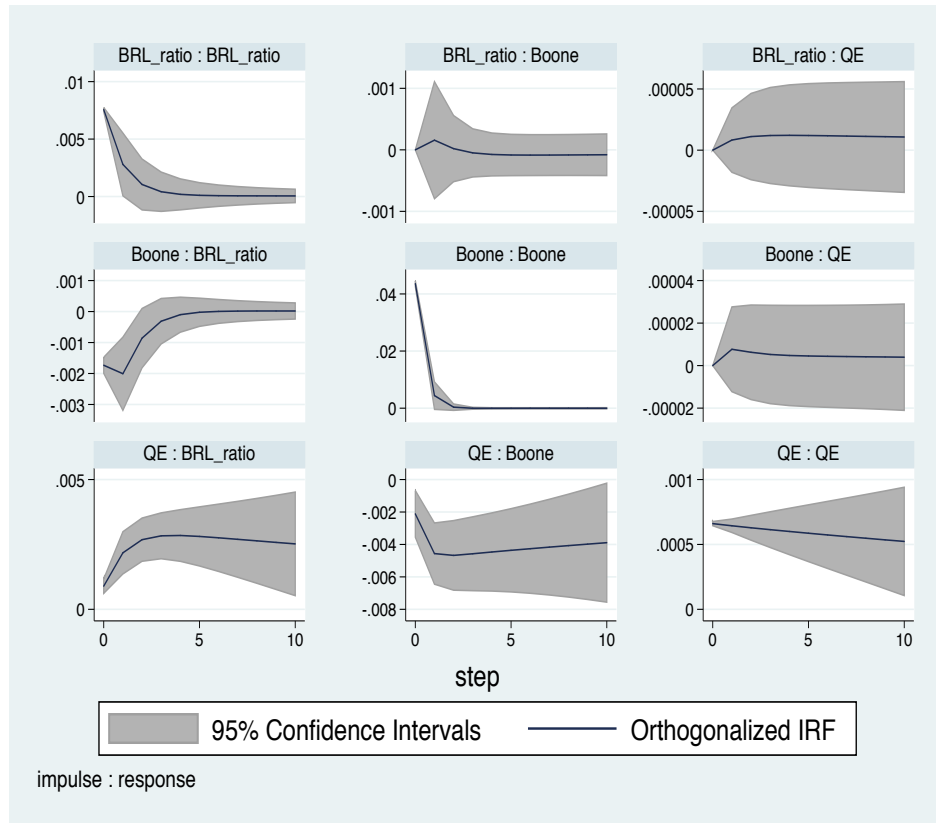 BRL_ratio : BRL_ratio
BRL_ratio : Boone
BRL_ratio : QE
.01
.005
0
.001
0
-.001
.00005
0
-.00005
Boone : BRL_ratio
Boone : Boone
Boone : QE
.001
0
-.001
-.002
-.003
.04
.02
0
.00004
.00002
0
-.00002
QE : BRL_ratio
QE : Boone
QE : QE
.005
0
0
-.002
-.004
-.006
-.008
.001
.0005
0
0 5 10
0 5 10
0 5 10
step
95% Confidence Intervals
Orthogonalized IRF
impulse : response